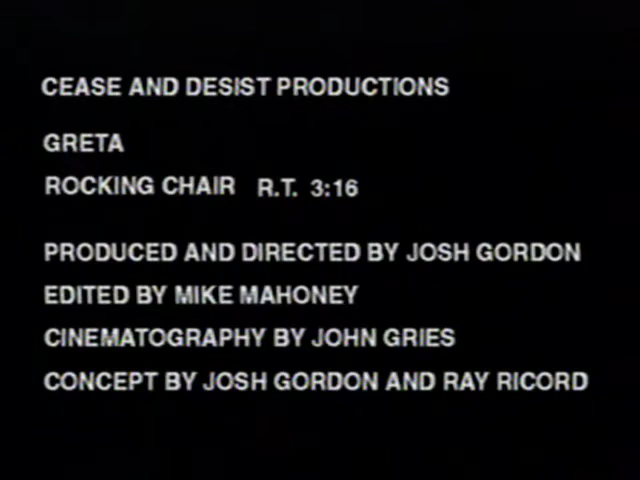 CEASE AND DESIST PRODUCTIONS
GRETA
ROCKING CHAIR R.T. 3:16
PRODUCED AND DIRECTED BY JOSH GORDON
EDITED BY MIKE MAHONEY
CINEMATOGRAPHY BY JOHN GRIES
CONCEPT BY JOSH GORDON AND RAY RICORD